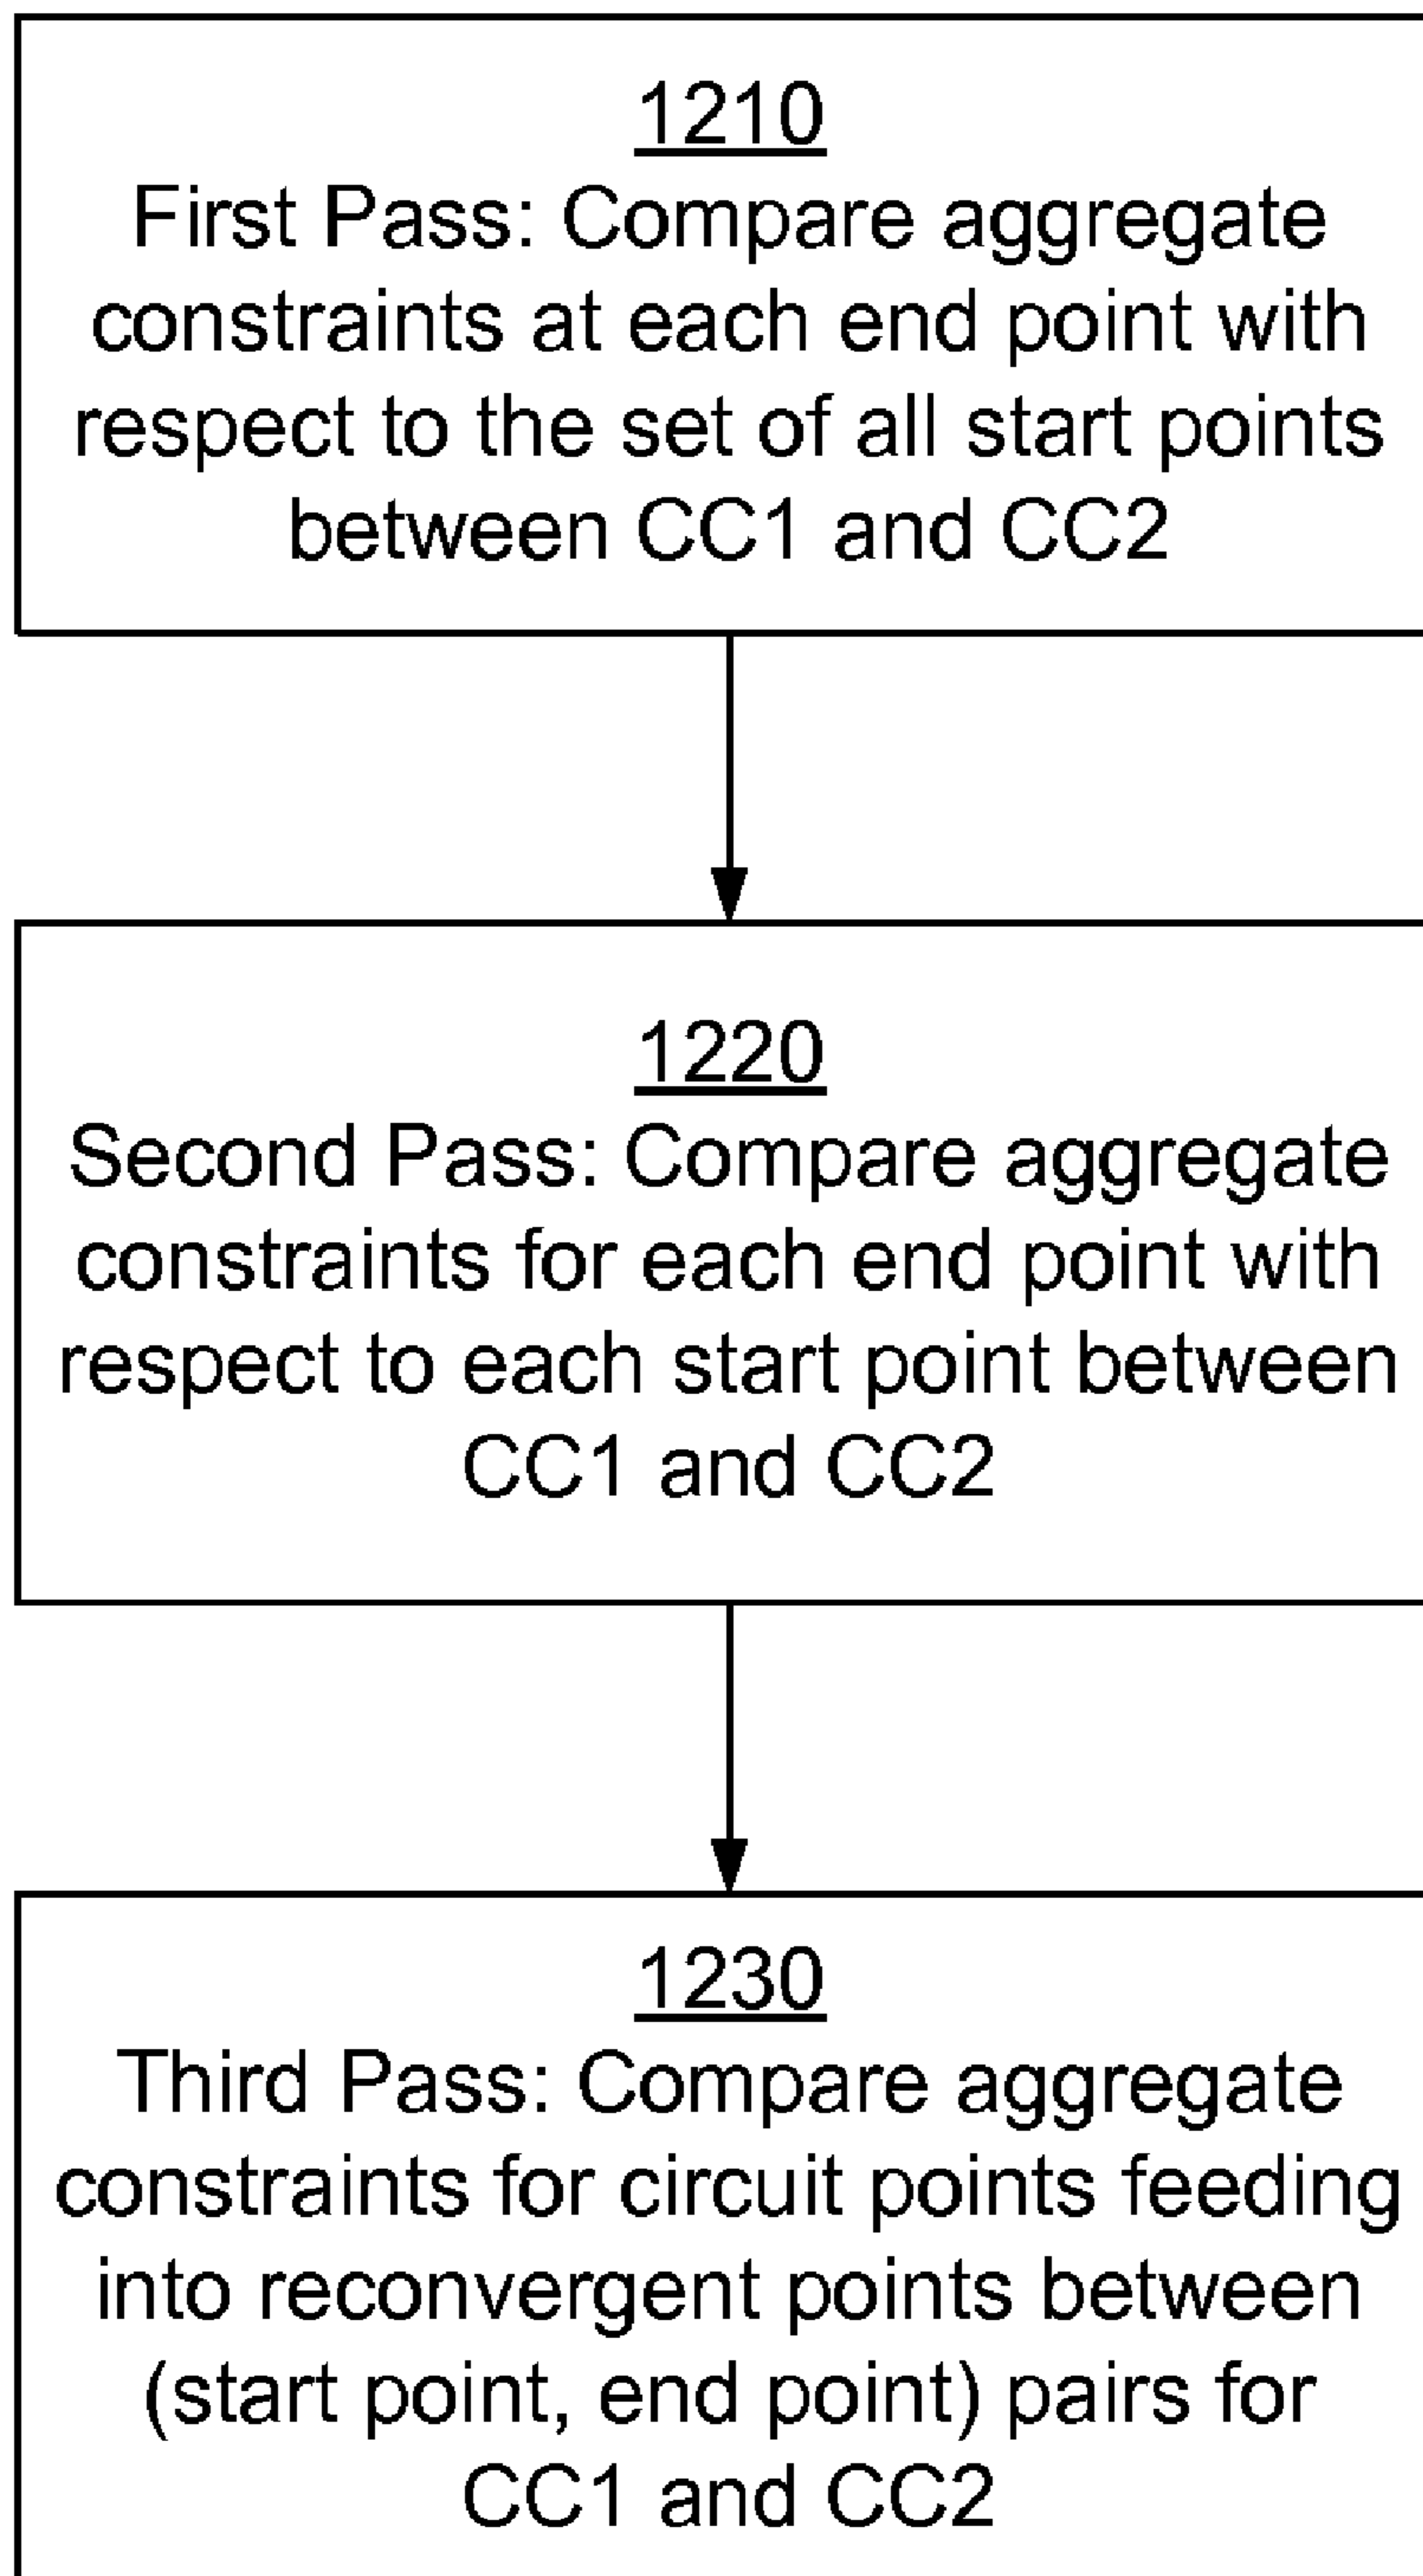 1210
First Pass: Compare aggregate
constraints at each end point with
respect to the set of all start points
between CC1 and CC2
1220
Second Pass: Compare aggregate
constraints for each end point with
respect to each start point between
CC1 and CC2
1230
Third Pass: Compare aggregate
constraints for circuit points feeding
into reconvergent points between
(start point, end point) pairs for
CC1 and CC2